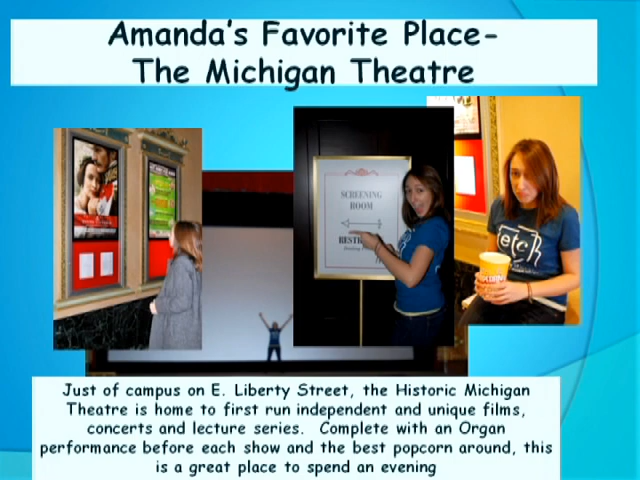 Amanda's Favorite Place-
The Michigan Theatre
SCREENING
ROOM
etch
POPCORN
Just of campus on E. Liberty Street, the Historic Michigan
Theatre is home to first run independent and unique films,
concerts and lecture series. Complete with an Organ
performance before each show and the best popcorn around, this
is a great place to spend an evening